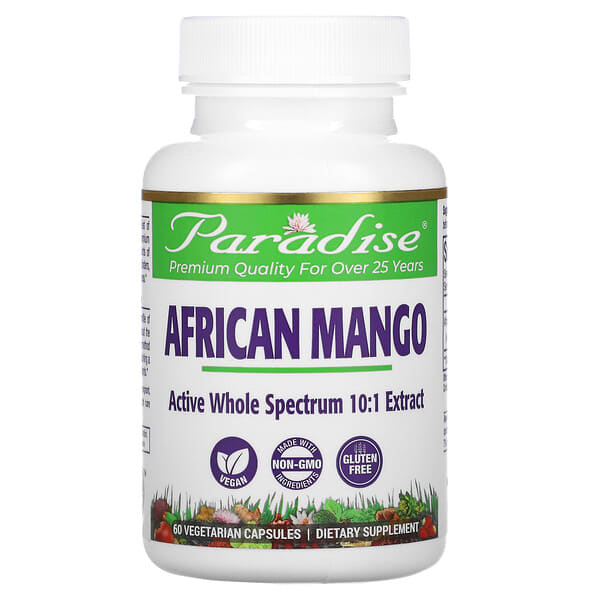 Paradise®
Premium Quality For Over 25 Years
AFRICAN MANGO
Active Whole Spectrum 10:1 Extract
VEGAN
MADE WITH
NON-GMO
INGREDIENTS
GLUTEN
FREE
60 VEGETARIAN CAPSULES | DIETARY SUPPLEMENT